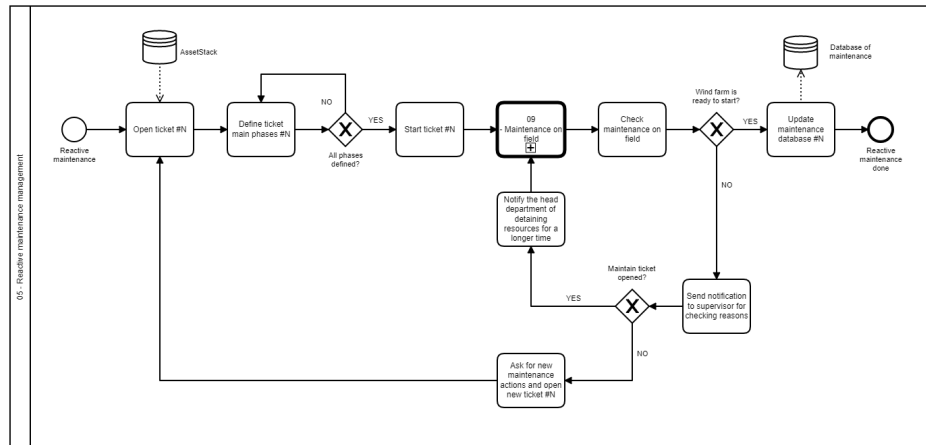 05 - Reactive maintenance management
AssetStack
Database of
maintenance
Wind farm is
ready to start?
Open ticket #N
Define ticket
main phases #N
NO
YES
Start ticket #N
09
- Maintenance on
field
Check
maintenance on
field
YES
Update
maintenance
database #N
Reactive
maintenance
All phases
defined?
Reactive
maintenance
done
NO
Notify the head
department of
detaining
resources for a
longer time
Maintain ticket
opened?
YES
Send notification
to supervisor for
checking reasons
NO
Ask for new
maintenance
actions and open
new ticket #N